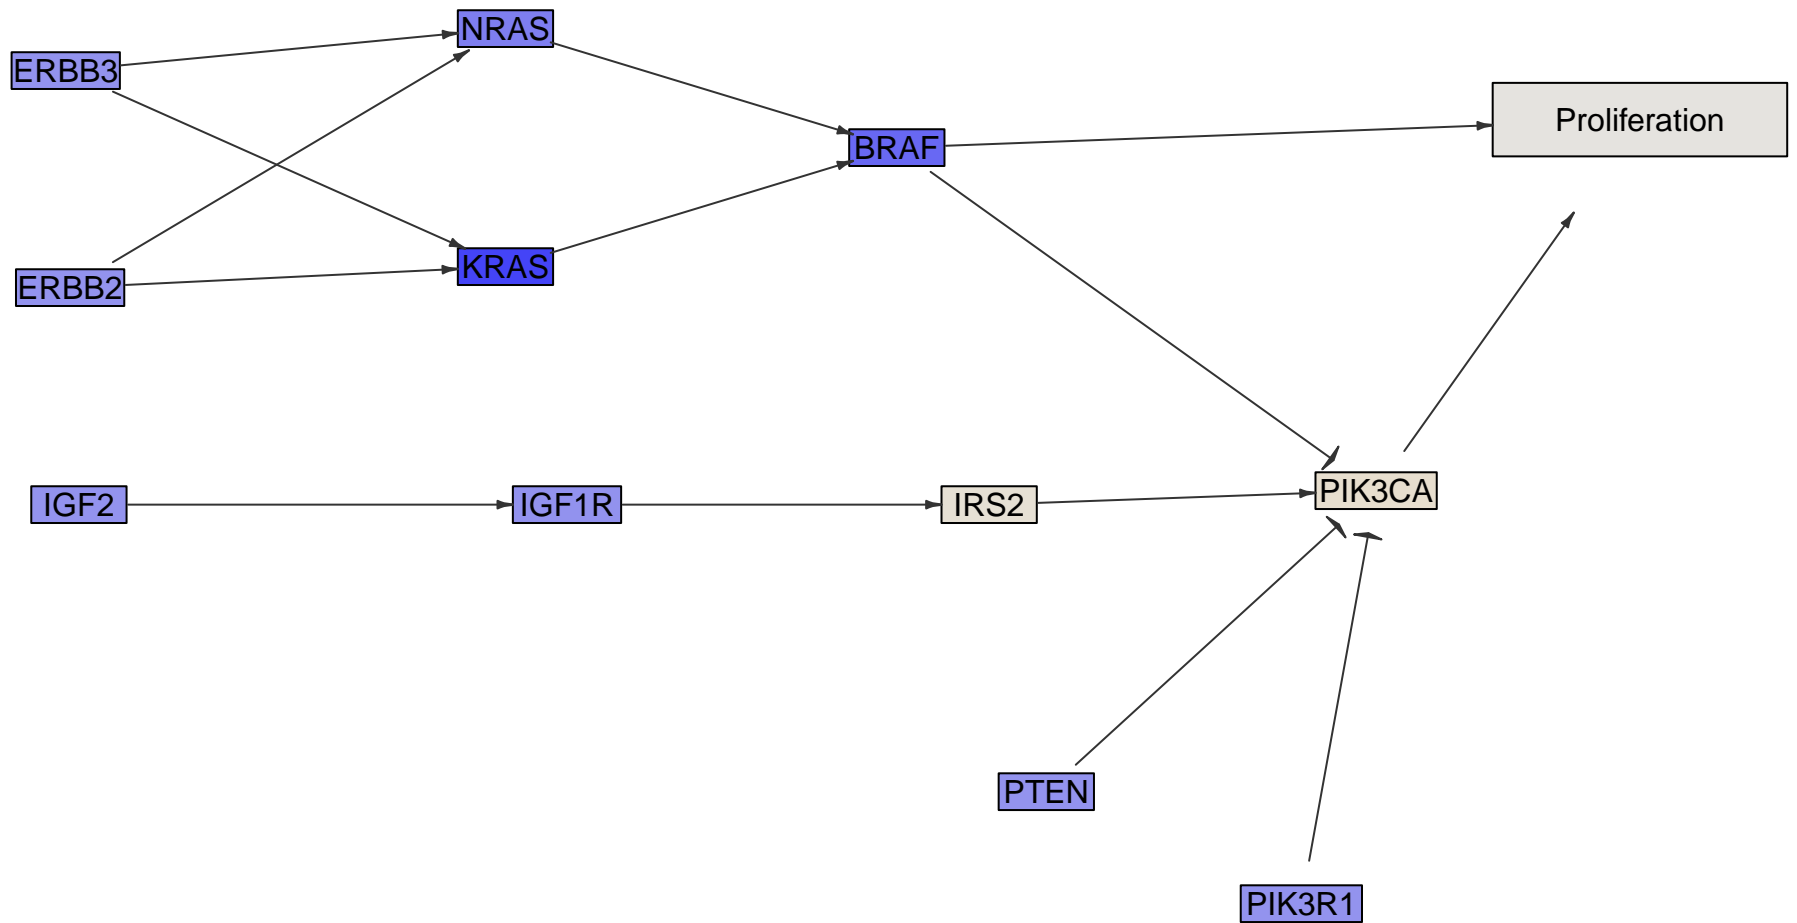 NRAS
ERBB3
Proliferation
BRAF
KRAS
ERBB2
PIK3CA
IGF2
IGF1R
IRS2
PTEN
PIK3R1